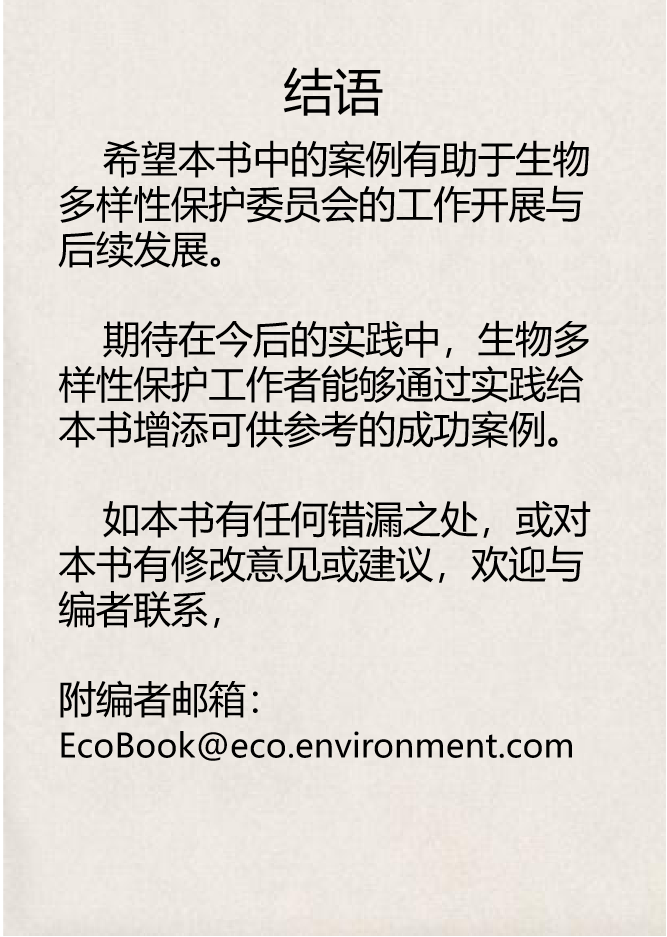 结语
希望本书中的案例有助于生物
多样性保护委员会的工作开展与
后续发展。
期待在今后的实践中，生物多
样性保护工作者能够通过实践给
本书增添可供参考的成功案例。
如本书有任何错漏之处，或对
本书有修改意见或建议，欢迎与
编者联系，
附编者邮箱：
EcoBook@eco.environment.com